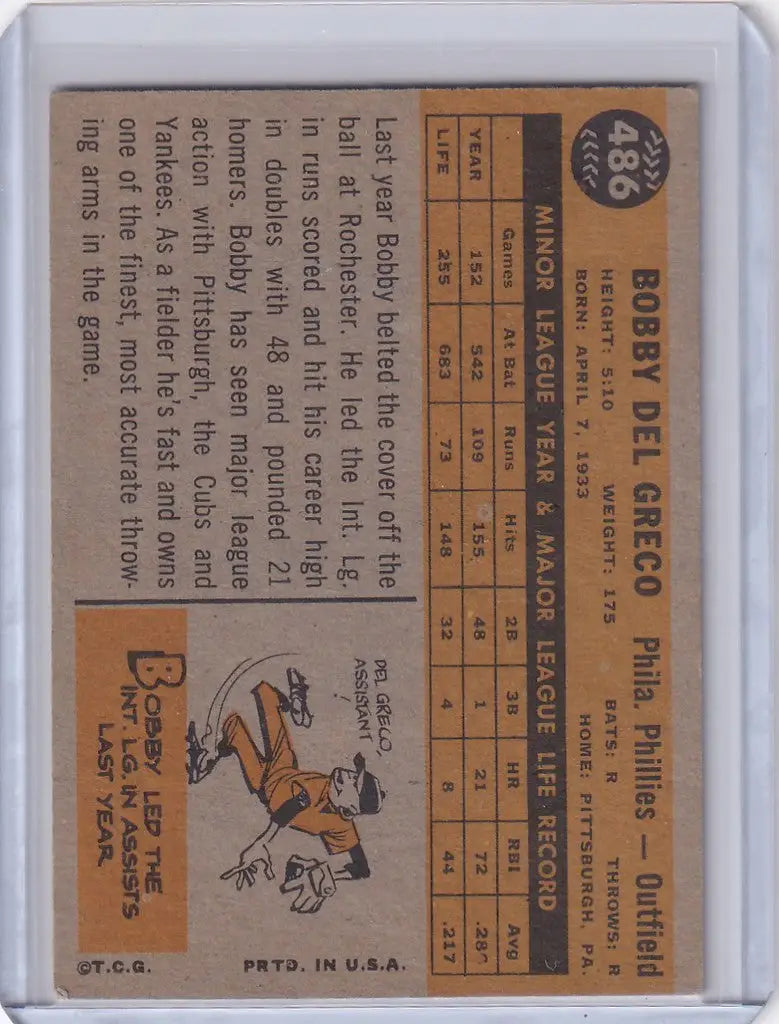 486
BOBBY DEL GRECO Phila. Phillies — Outfield
HEIGHT: 5:10 WEIGHT: 175 BATS: R THROWS: R
BORN: APRIL 7, 1933 HOME: PITTSBURGH, PA.
MINOR LEAGUE YEAR & MAJOR LEAGUE LIFE RECORD
Games At Bat Runs Hits 2B 3B HR RBI Avg
YEAR 152 542 109 155 48 1 21 72
LIFE 255 683 73 148 32 4 8 44 .217
Last year Bobby belted the cover off the
ball at Rochester. He led the Int. Lg.
in runs scored and hit his career high
in doubles with 48 and pounded 21
homers. Bobby has seen major league
action with Pittsburgh, the Cubs and
Yankees. As a fielder he's fast and owns
one of the finest, most accurate throw-
ing arms in the game.
DEL GRECO,
ASSISTANT!
BOBBY LED THE
INT. LG. IN ASSISTS
LAST YEAR
©T.C.G. PRTD. IN U.S.A.